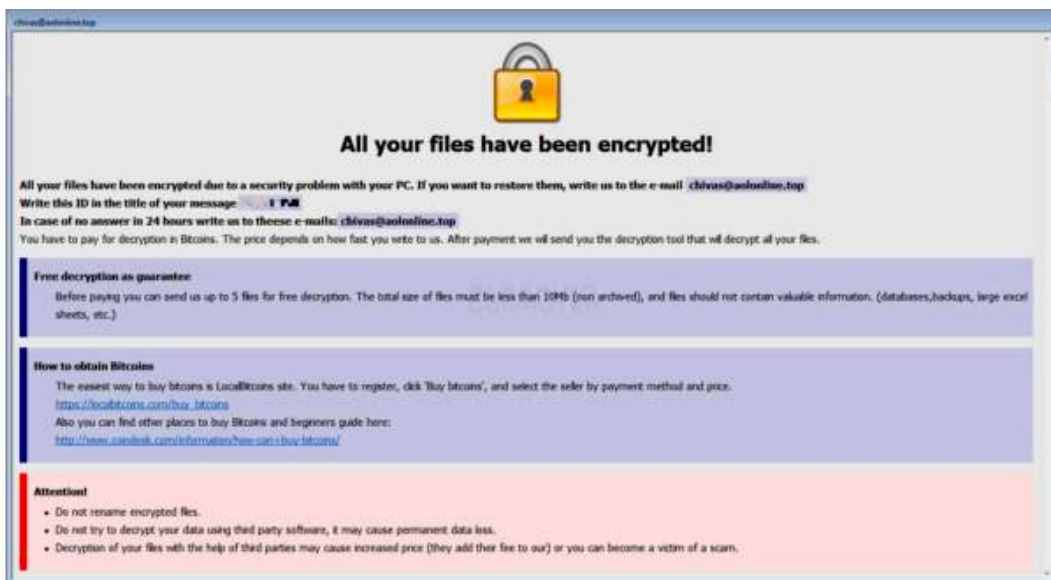 chivas@aolonline.top
All your files have been encrypted!
All your files have been encrypted due to a security problem with your PC. If you want to restore them, write us to the e-mail chivas@aolonline.top
Write this ID in the title of your message
In case of no answer in 24 hours write us to theese e-mails: chivas@aolonline.top
You have to pay for decryption in Bitcoins. The price depends on how fast you write to us. After payment we will send you the decryption tool that will decrypt all your files.
Free decryption as guarantee
Before paying you can send us up to 5 files for free decryption. The total size of files must be less than 10Mb (non archived), and files should not contain valuable information. (databases,backups, large excel
sheets, etc.)
How to obtain Bitcoins
The easiest way to buy bitcoins is LocalBitcoins site. You have to register, click 'Buy bitcoins', and select the seller by payment method and price.
https://localbitcoins.com/buy_bitcoins
Also you can find other places to buy Bitcoins and beginners guide here:
http://www.coindesk.com/information/how-can-i-buy-bitcoins/
Attention!
• Do not rename encrypted files.
• Do not try to decrypt your data using third party software, it may cause permanent data loss.
• Decryption of your files with the help of third parties may cause increased price (they add their fee to our) or you can become a victim of a scam.